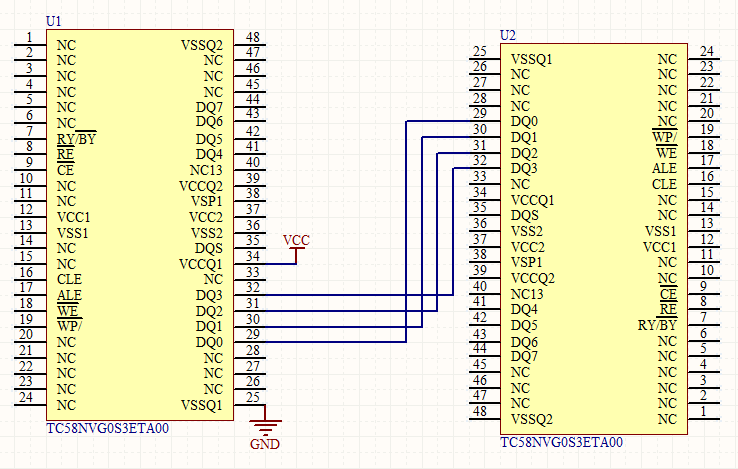 U1
1 NC VSSQ2 48
2 NC NC 47
3 NC NC 46
4 NC NC 45
5 NC DQ7 44
6 NC DQ6 43
7 RY/BY DQ5 42
8 RE DQ4 41
9 CE NC13 40
10 NC VCCQ2 39
11 NC VSP1 38
12 VCC1 VCC2 37
13 VSS1 VSS2 36
14 NC DQS 35
15 NC VCCQ1 34
16 CLE NC 33
17 ALE DQ3 32
18 WE DQ2 31
19 WP/ DQ1 30
20 NC DQ0 29
21 NC NC 28
22 NC NC 27
23 NC NC 26
24 NC VSSQ1 25
TC58NVG0S3ETA00
VCC
GND
U2
25 VSSQ1 NC 24
26 NC NC 23
27 NC NC 22
28 NC NC 21
29 DQ0 NC 20
30 DQ1 WP/ 19
31 DQ2 WE 18
32 DQ3 ALE 17
33 NC CLE 16
34 VCCQ1 NC 15
35 DQS NC 14
36 VSS2 VSS1 13
37 VCC2 VCC1 12
38 VSP1 NC 11
39 VCCQ2 NC 10
40 NC13 CE 9
41 DQ4 RE 8
42 DQ5 RY/BY 7
43 DQ6 NC 6
44 DQ7 NC 5
45 NC NC 4
46 NC NC 3
47 NC NC 2
48 VSSQ2 NC 1
TC58NVG0S3ETA00